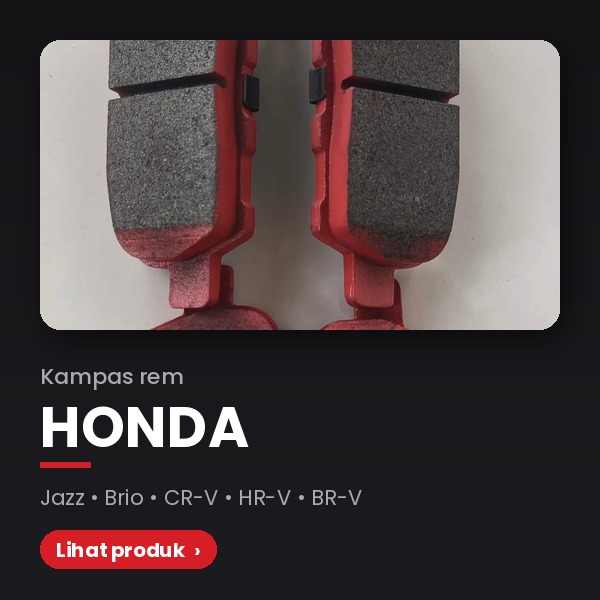 Kampas rem
HONDA
Jazz • Brio • CR-V • HR-V • BR-V
Lihat produk ›